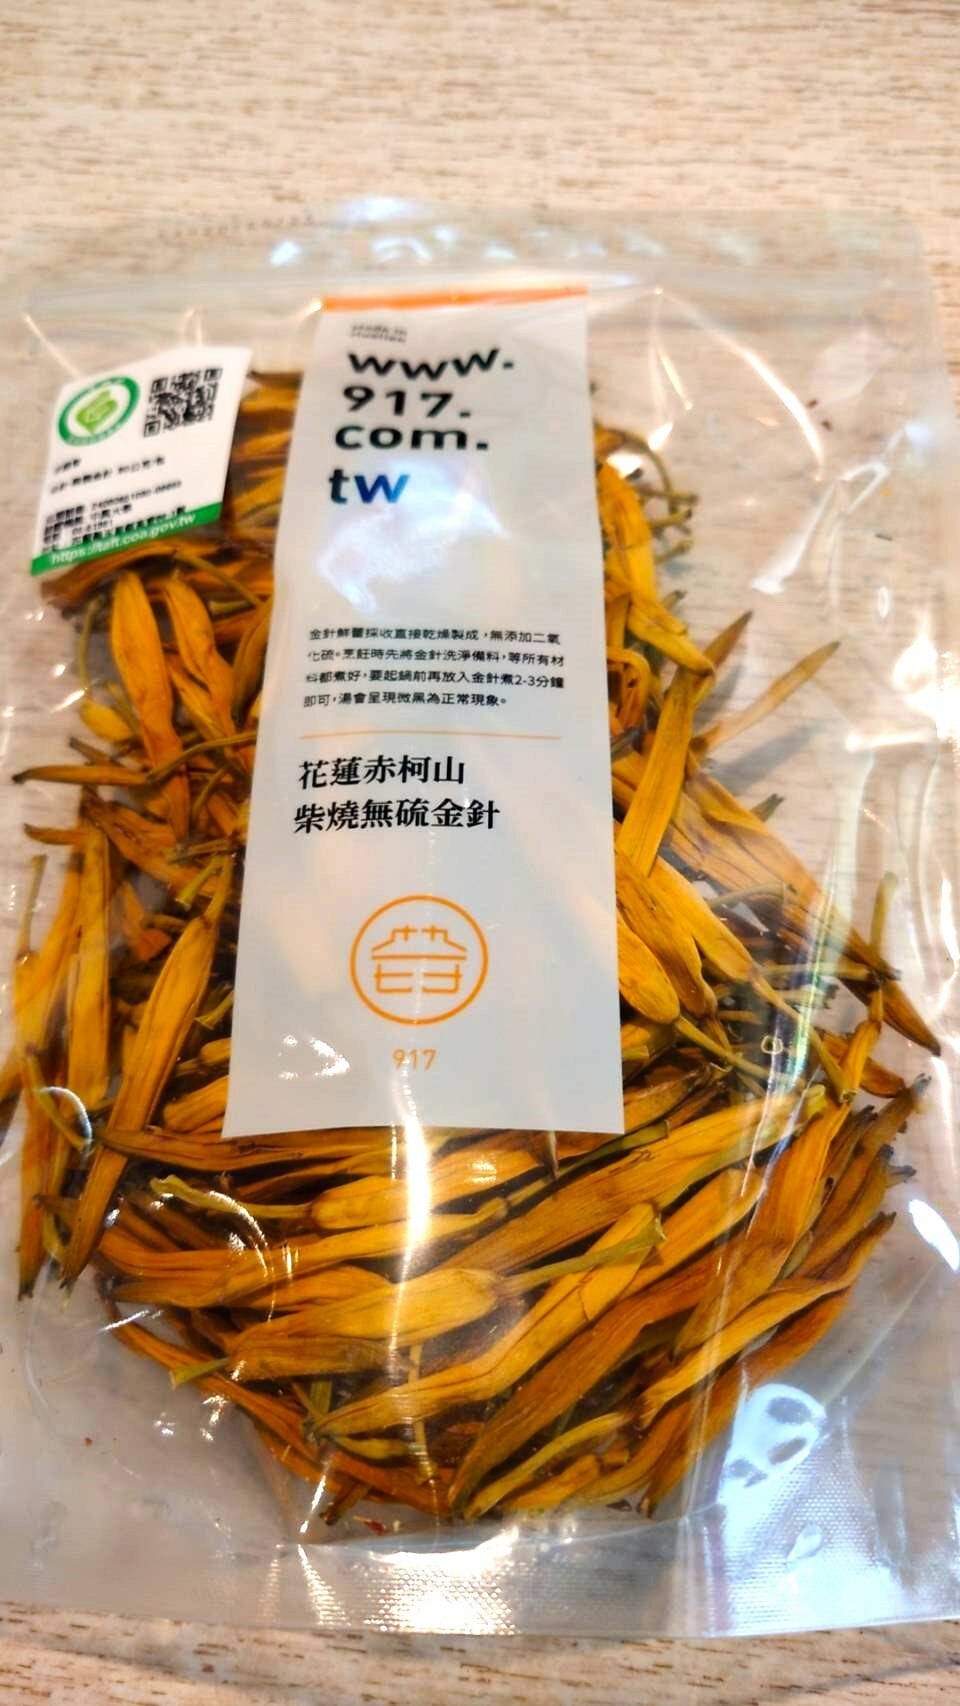 www.
917.
com.
tw
https://taft.coa.gov.tw
金針鮮蕾採收直接乾燥製成，無添加二氧
化硫。烹飪時先將金針洗淨備料，等所有材
料都煮好，要起鍋前再放入金針煮2-3分鐘
即可，湯會呈現微黑為正常現象。
花蓮赤柯山
柴燒無硫金針
917